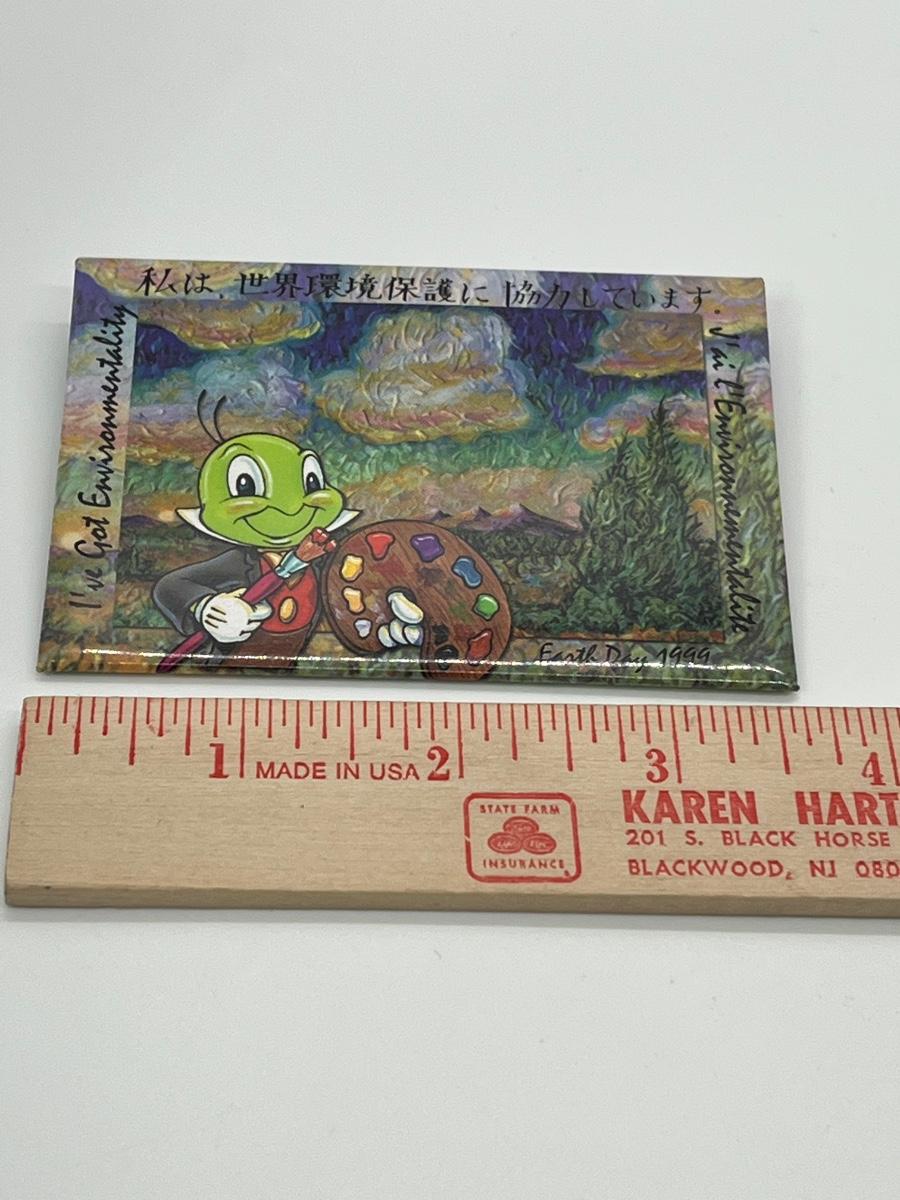 私は、世界環境保護に協力しています。
I've Got Environmentality
J'ai l'Environnementalité
Earth Day 1999
1 MADE IN USA 2 3 4
STATE FARM
INSURANCE
KAREN HART
201 S. BLACK HORSE
BLACKWOOD, NJ 080